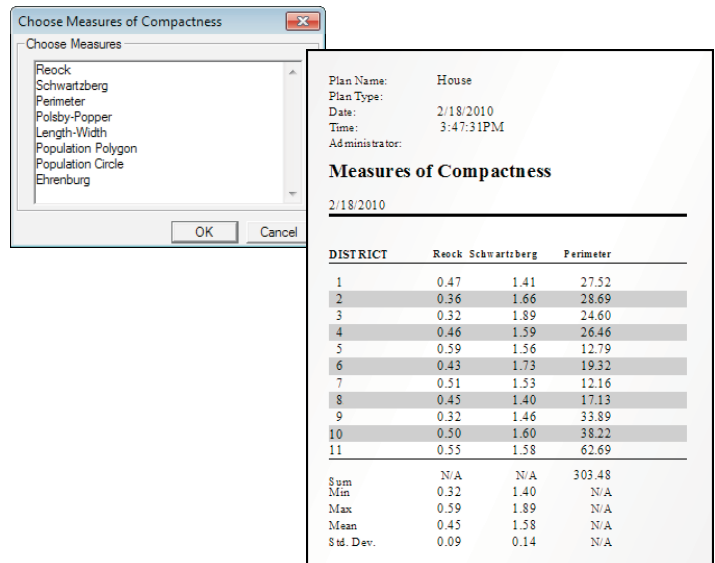 Choose Measures of Compactness
Choose Measures
Reock
Schwartzberg
Perimeter
Polsby-Popper
Length-Width
Population Polygon
Population Circle
Ehrenburg
OK Cancel
Plan Name: House
Plan Type:
Date: 2/18/2010
Time: 3:47:31PM
Administrator:
Measures of Compactness
2/18/2010
DISTRICT Reock Schwartzberg Perimeter
1 0.47 1.41 27.52
2 0.36 1.66 28.69
3 0.32 1.89 24.60
4 0.46 1.59 26.46
5 0.59 1.56 12.79
6 0.43 1.73 19.32
7 0.51 1.53 12.16
8 0.45 1.40 17.13
9 0.32 1.46 33.89
10 0.50 1.60 38.22
11 0.55 1.58 62.69
Sum N/A N/A 303.48
Min 0.32 1.40 N/A
Max 0.59 1.89 N/A
Mean 0.45 1.58 N/A
Std. Dev. 0.09 0.14 N/A